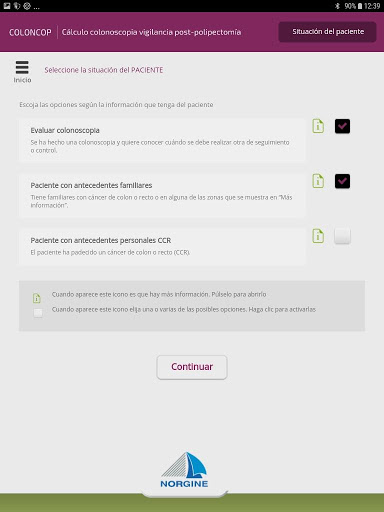 12:39
COLONCOP Cálculo colonoscopia vigilancia post-polipectomía
Situación del paciente
Inicio
Seleccione la situación del PACIENTE
Escoja las opciones según la información que tenga del paciente
Evaluar colonoscopia
Se ha hecho una colonoscopia y quiere conocer cuándo se debe realizar otra de seguimiento
o control.
Paciente con antecedentes familiares
Tiene familiares con cáncer de colon o recto o en alguna de las zonas que se muestra en "Más
información".
Paciente con antecedentes personales CCR
El paciente ha padecido un cáncer de colon o recto (CCR).
Cuando aparece este icono es que hay más información. Púlselo para abrirlo
Cuando aparece este icono elija una o varias de las posibles opciones. Haga clic para activarlas
Continuar
NORGINE